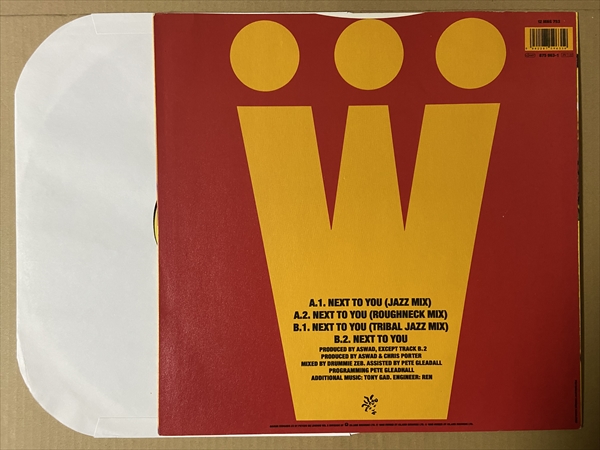 A.1. NEXT TO YOU (JAZZ MIX)
A.2. NEXT TO YOU (ROUGHNECK MIX)
B.1. NEXT TO YOU (TRIBAL JAZZ MIX)
B.2. NEXT TO YOU
PRODUCED BY ASWAD, EXCEPT TRACK B.2
PRODUCED BY ASWAD & CHRIS PORTER
MIXED BY DRUMMIE ZEB. ASSISTED BY PETE GLEADALL
PROGRAMMING PETE GLEADHALL
ADDITIONAL MUSIC: TONY GAD. ENGINEER: REN